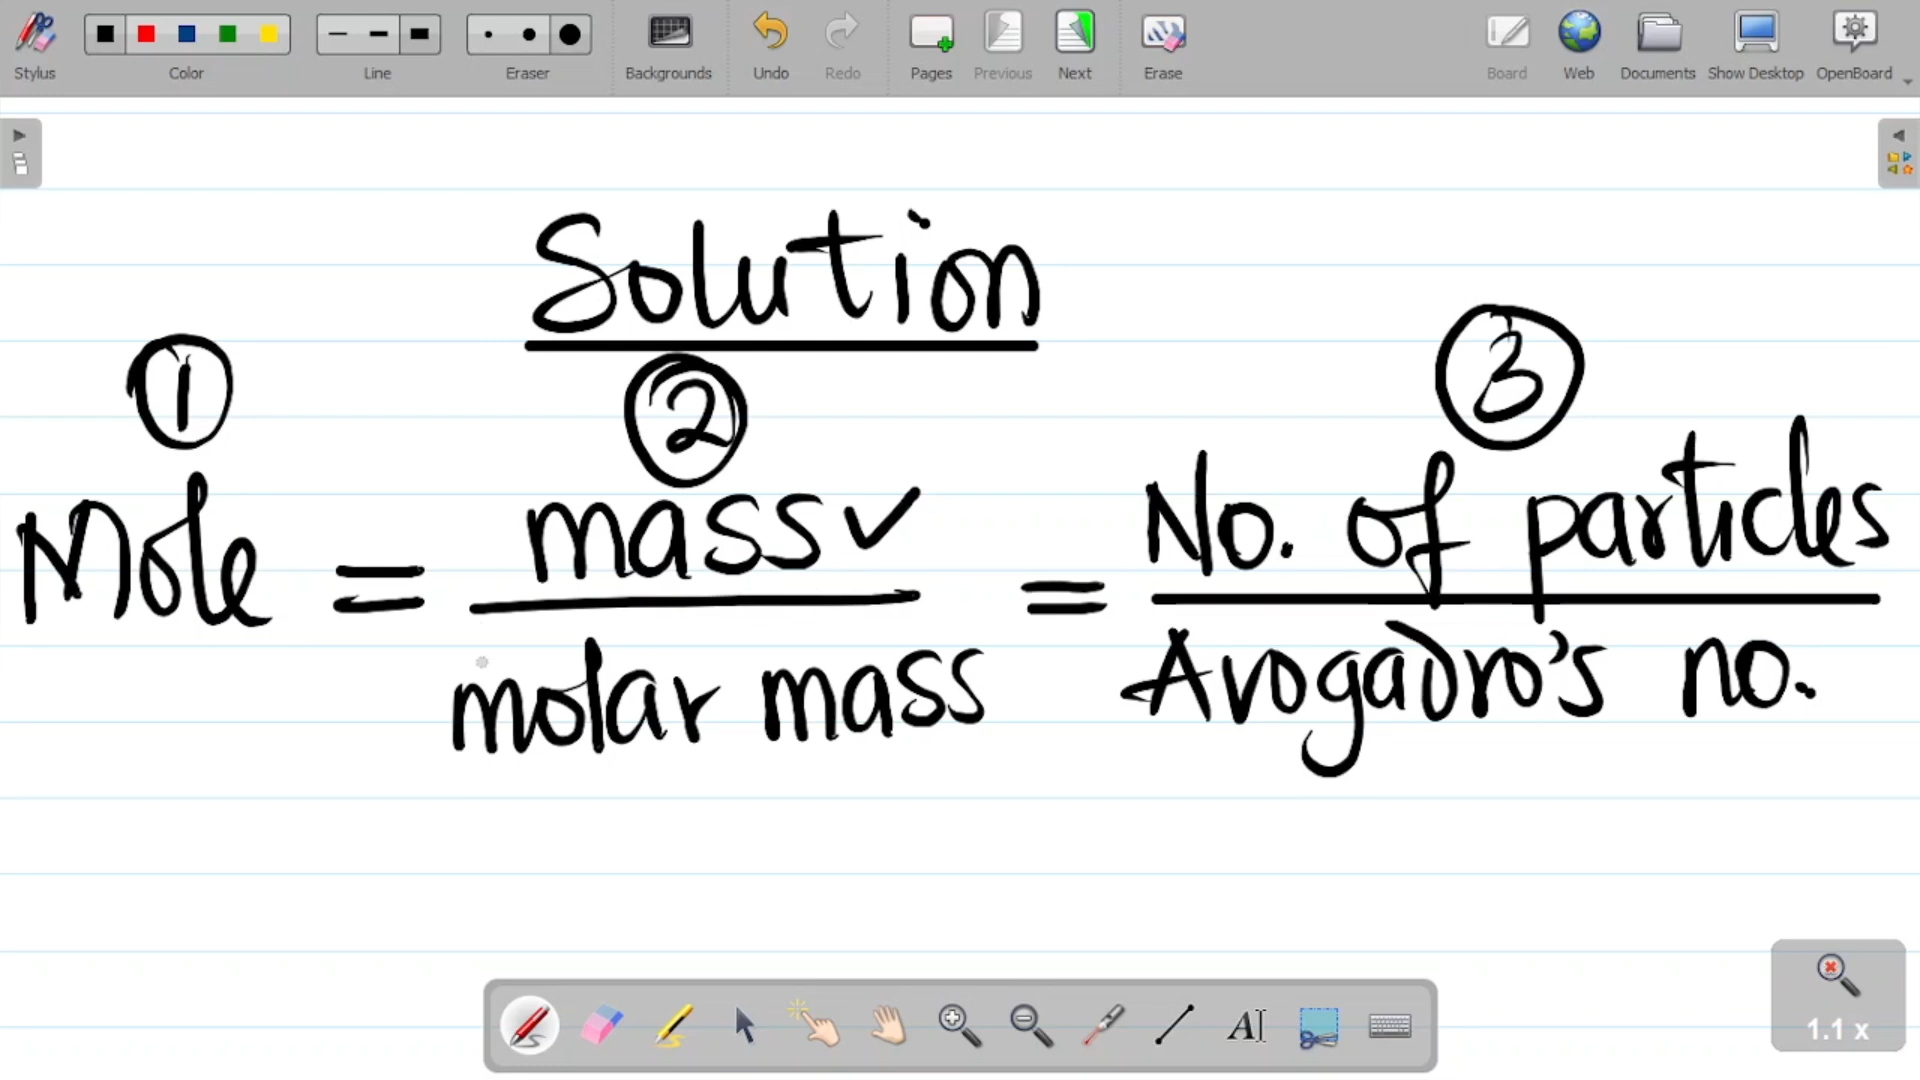 Stylus Color Line Eraser Backgrounds Undo Redo Pages Previous Next Erase Board Web Documents Show Desktop OpenBoard
Solution
① ② ③
Mole = mass✓ = No. of particles
molar mass Avogadro's no.
AI
1.1 x